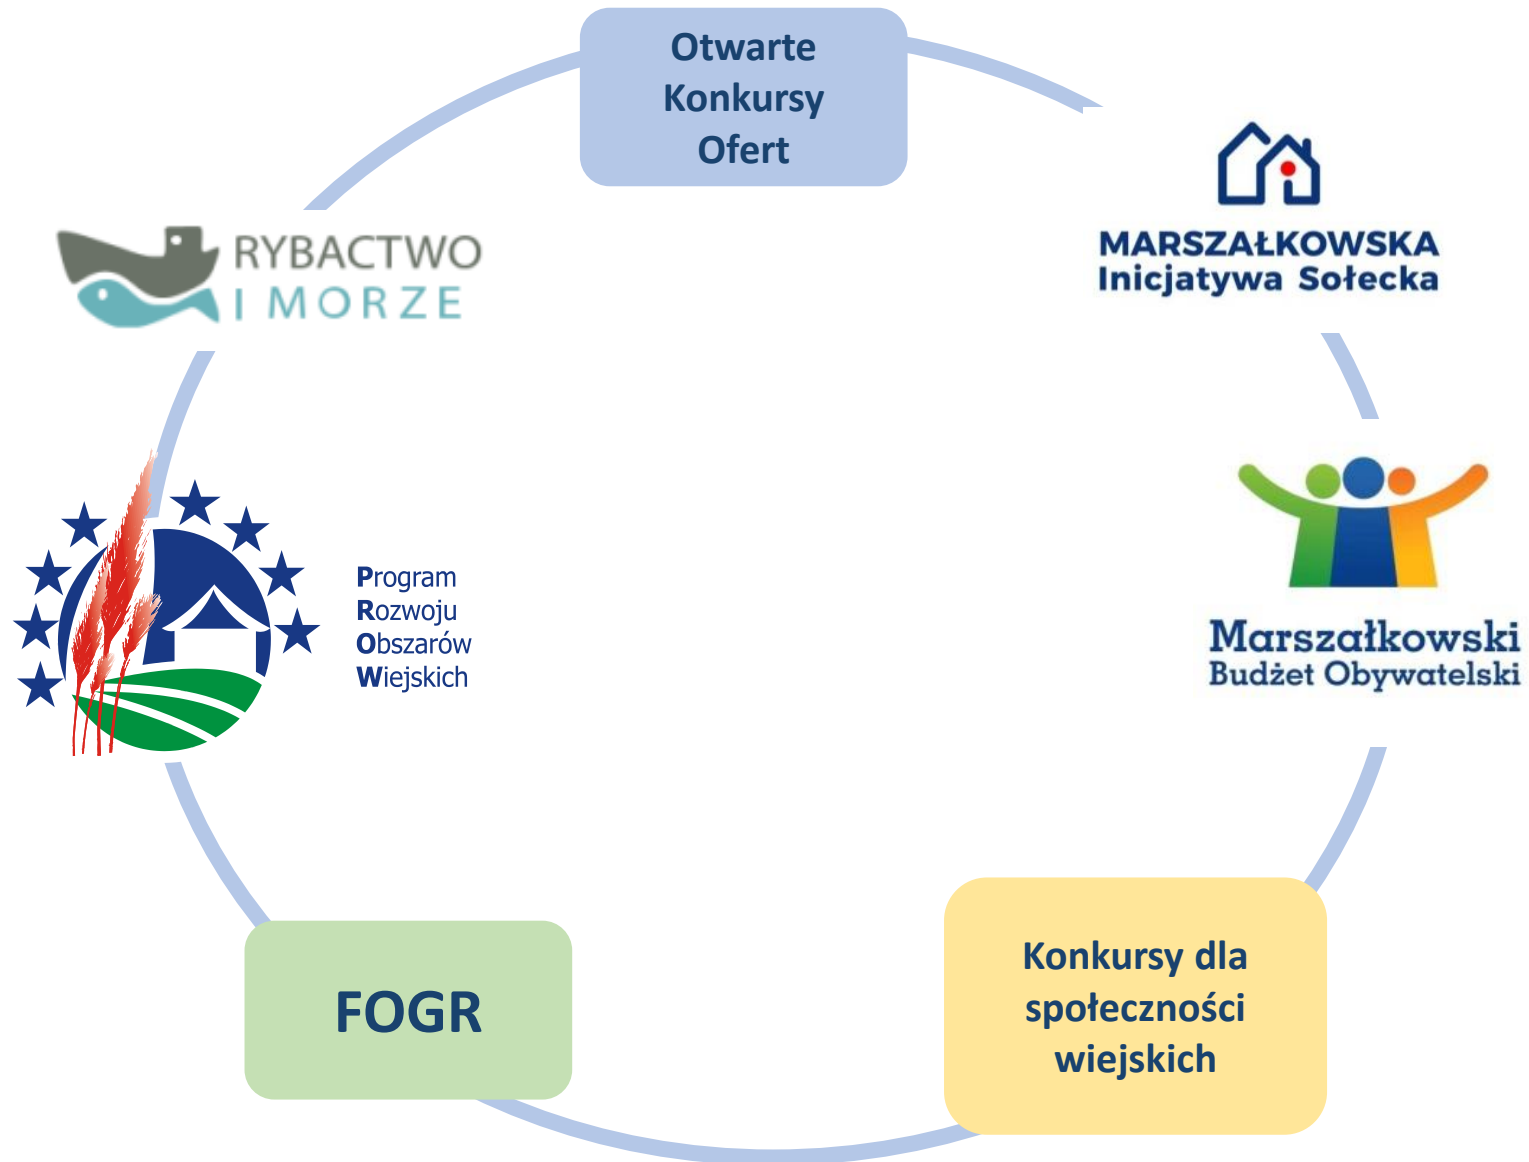 Otwarte
Konkursy
Ofert
MARSZAŁKOWSKA
Inicjatywa Sołecka
RYBACTWO
I MORZE
Marszałkowski
Budżet Obywatelski
Program
Rozwoju
Obszarów
Wiejskich
Konkursy dla
społeczności
wiejskich
FOGR